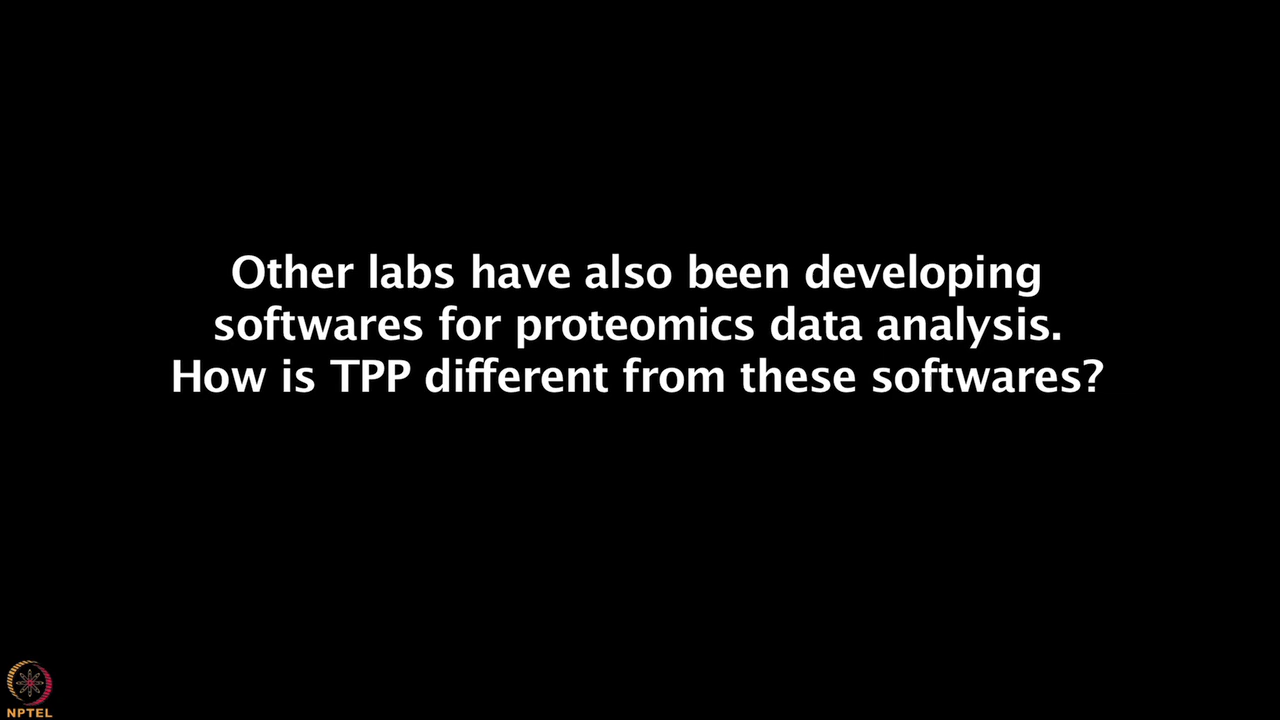 Other labs have also been developing
softwares for proteomics data analysis.
How is TPP different from these softwares?
NPTEL